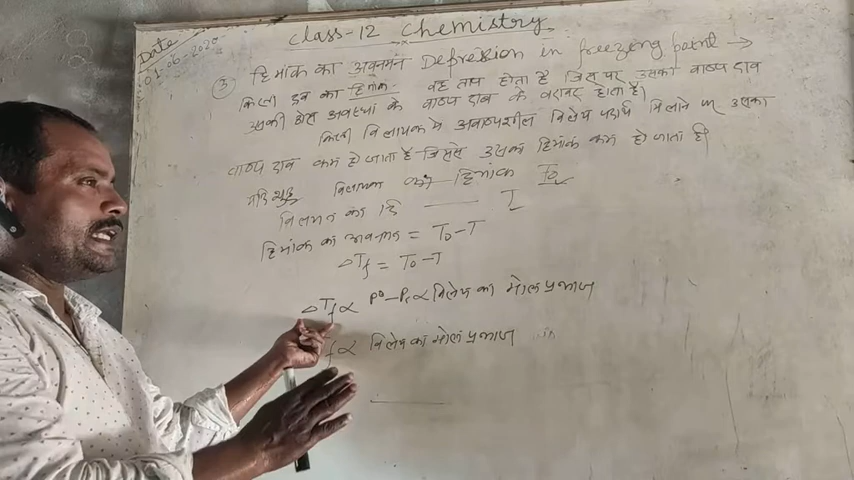 Date
01-06-2020
Class-12 Chemistry
③ हिमांक का अवनमन Depression in freezing point →
किसी द्रव का हिमांक वह ताप होता है जिस पर उसका वाष्प दाब
उसकी ठोस अवस्था के वाष्प दाब के बराबर होता है।
किसी विलायक में अवाष्पशील विलेय पदार्थ मिलाने पर उसका
वाष्प दाब कम हो जाता है जिससे उसका हिमांक कम हो जाता है।
यदि शुद्ध विलायक का हिमांक T₀
विलयन का हि —— T
हिमांक का अवनमन = T₀-T
△Tf = T₀-T
△Tf ∝ P⁰-Ps ∝ विलेय का मोल प्रभाज
f ∝ विलेय का मोल प्रभाज